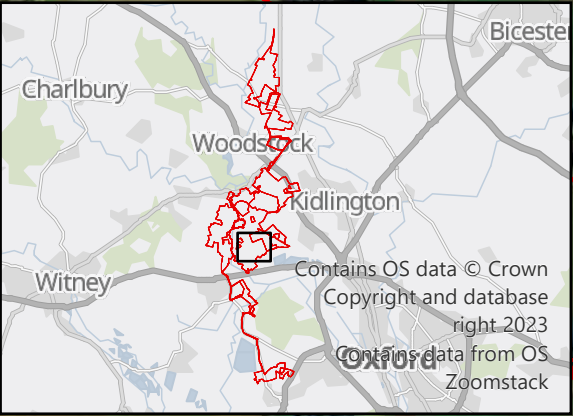 Bicester
Charlbury
Woodstock
Kidlington
Witney
Contains OS data © Crown
Copyright and database
right 2023
Oxford
Contains data from OS
Zoomstack